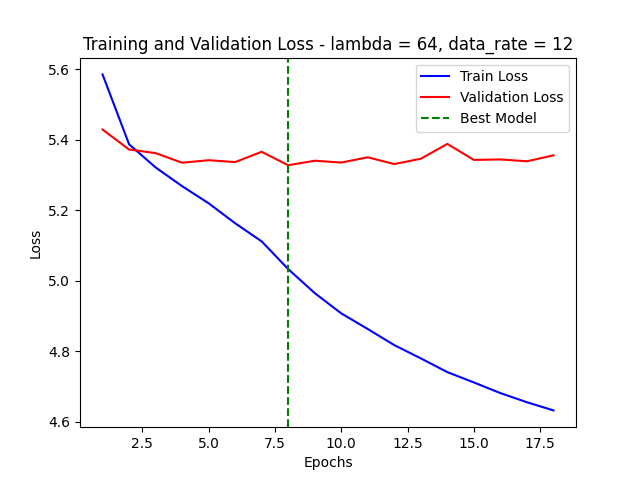 Training and Validation Loss - lambda = 64, data_rate = 12
Train Loss
Validation Loss
Best Model
Loss
5.6
5.4
5.2
5.0
4.8
4.6
2.5 5.0 7.5 10.0 12.5 15.0 17.5
Epochs